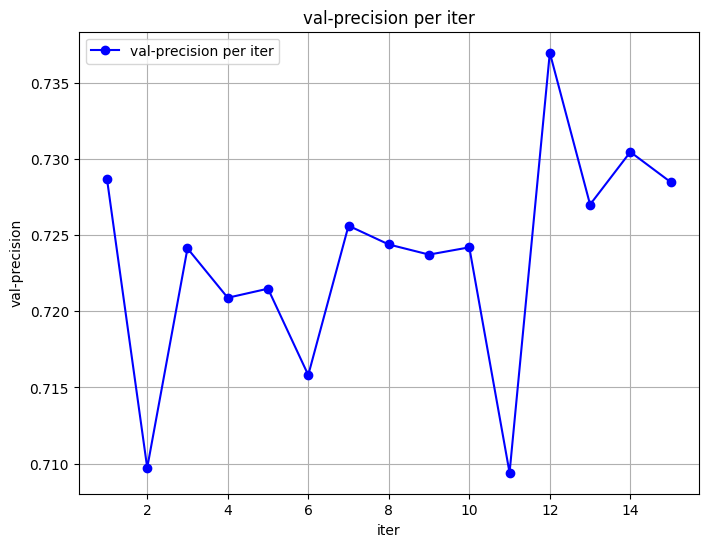 val-precision per iter
val-precision per iter
0.735
0.730
0.725
0.720
0.715
0.710
val-precision
2 4 6 8 10 12 14
iter